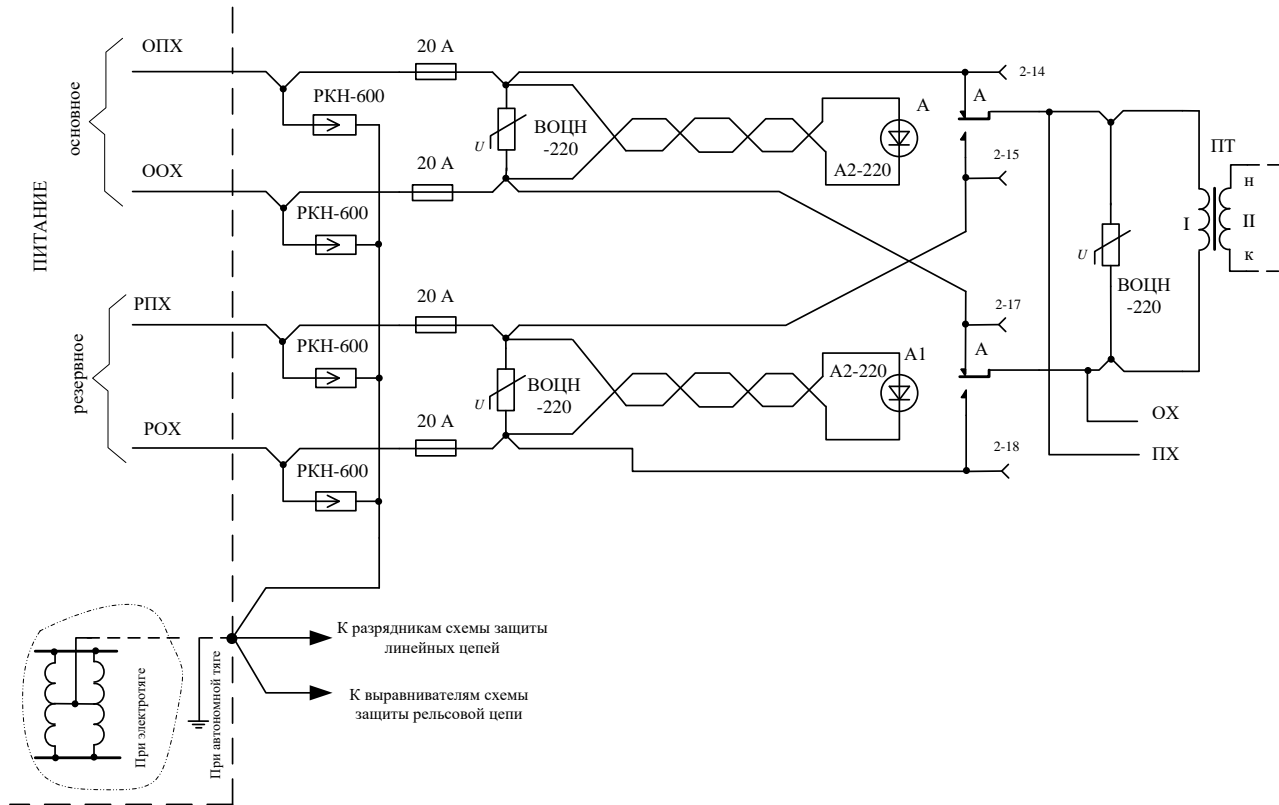 ПИТАНИЕ
основное
ОПХ
ООХ
резервное
РПХ
РОХ
20 А
РКН-600
20 А
РКН-600
20 А
РКН-600
20 А
РКН-600
U
ВОЦН
-220
А
А2-220
2-14
А
2-15
U
ВОЦН
-220
А1
А2-220
2-17
А
2-18
U
ВОЦН
-220
ПТ
I
н
II
к
ОХ
ПХ
К разрядникам схемы защиты
линейных цепей
К выравнивателям схемы
защиты рельсовой цепи
При электротяге
При автономной тяге